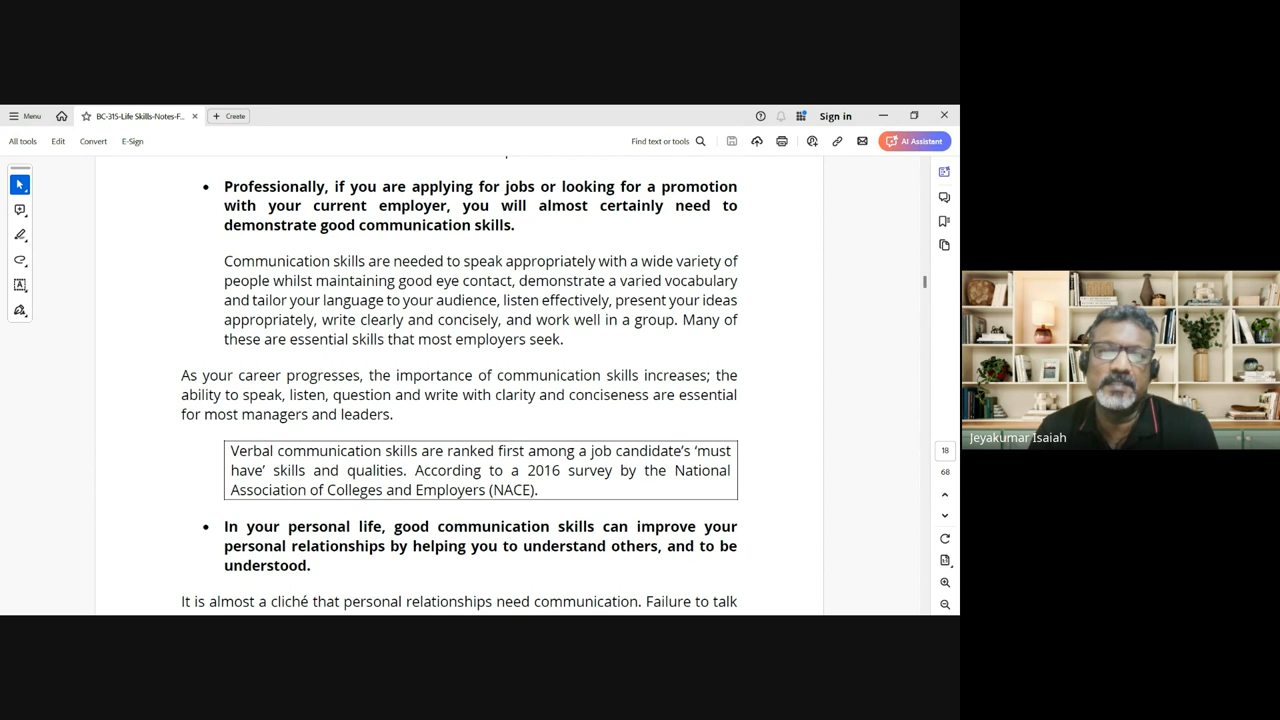 Menu
BC-315-Life Skills-Notes-F...
Create
Sign in
All tools
Edit
Convert
E-Sign
Find text or tools
AI Assistant
Professionally, if you are applying for jobs or looking for a promotion
with your current employer, you will almost certainly need to
demonstrate good communication skills.
Communication skills are needed to speak appropriately with a wide variety of
people whilst maintaining good eye contact, demonstrate a varied vocabulary
and tailor your language to your audience, listen effectively, present your ideas
appropriately, write clearly and concisely, and work well in a group. Many of
these are essential skills that most employers seek.
As your career progresses, the importance of communication skills increases; the
ability to speak, listen, question and write with clarity and conciseness are essential
for most managers and leaders.
Verbal communication skills are ranked first among a job candidate’s ‘must
have’ skills and qualities. According to a 2016 survey by the National
Association of Colleges and Employers (NACE).
In your personal life, good communication skills can improve your
personal relationships by helping you to understand others, and to be
understood.
It is almost a cliché that personal relationships need communication. Failure to talk
18
68
Jeyakumar Isaiah